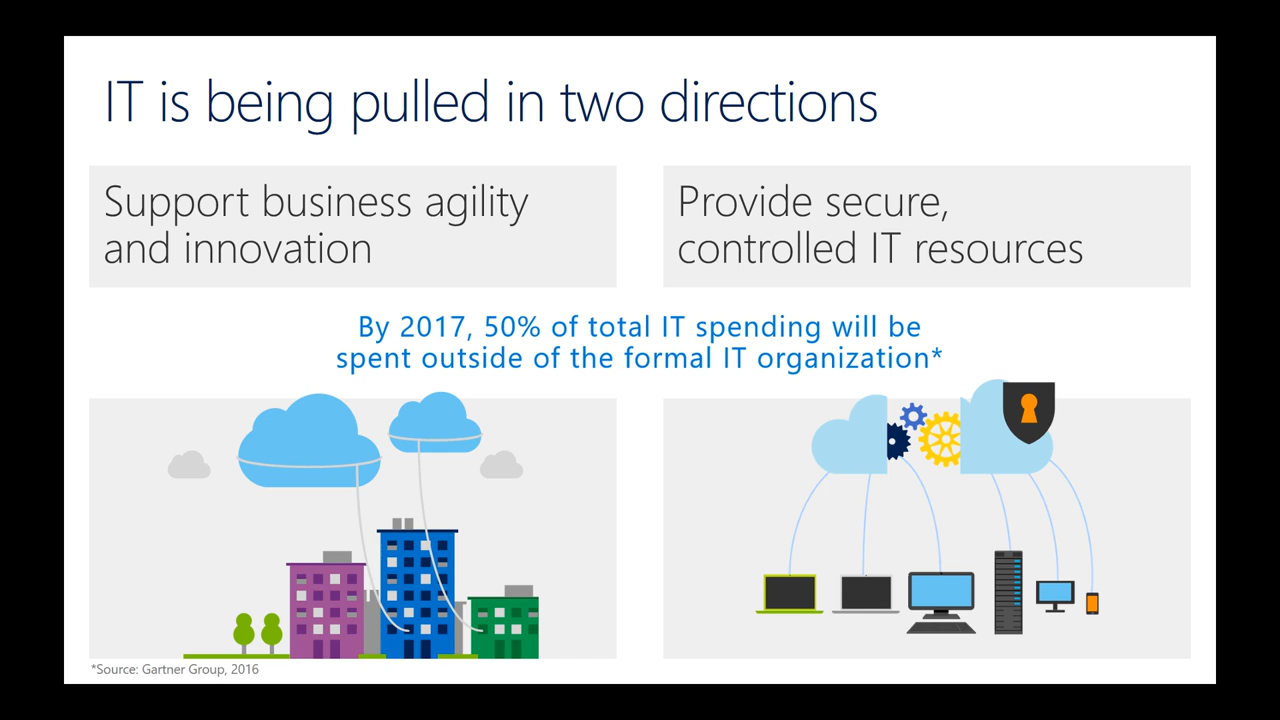 IT is being pulled in two directions
Support business agility
and innovation
Provide secure,
controlled IT resources
By 2017, 50% of total IT spending will be
spent outside of the formal IT organization*
*Source: Gartner Group, 2016